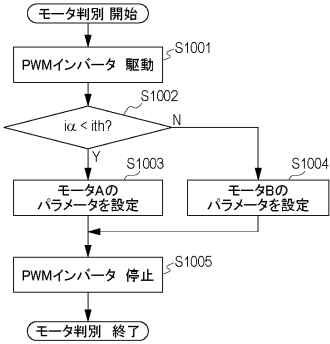 モータ判別 開始
S1001
PWMインバータ 駆動
S1002
iα < ith?
N
Y
S1003
S1004
モータAの
パラメータを設定
モータBの
パラメータを設定
S1005
PWMインバータ 停止
モータ判別 終了